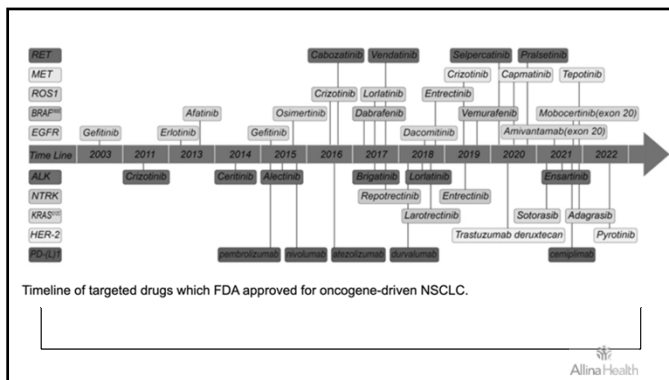 RET Cabozatinib Vendatinib Selpercatinib Pralsetinib
MET Crizotinib Capmatinib Tepotinib
ROS1 Crizotinib Lorlatinib Entrectinib
BRAF Afatinib Osimertinib Dabrafenib Vemurafenib Mobocertinib(exon 20)
EGFR Gefitinib Erlotinib Gefitinib Dacomitinib Amivantamab(exon 20)
Time Line 2003 2011 2013 2014 2015 2016 2017 2018 2019 2020 2021 2022
ALK Crizotinib Ceritinib Alectinib Brigatinib Lorlatinib Ensartinib
NTRK Repotrectinib Entrectinib
KRAS Larotrectinib Sotorasib Adagrasib
HER-2 Trastuzumab deruxtecan Pyrotinib
PD-(L)1 pembrolizumab nivolumab atezolizumab durvalumab cemiplimab
Timeline of targeted drugs which FDA approved for oncogene-driven NSCLC.
Allina Health